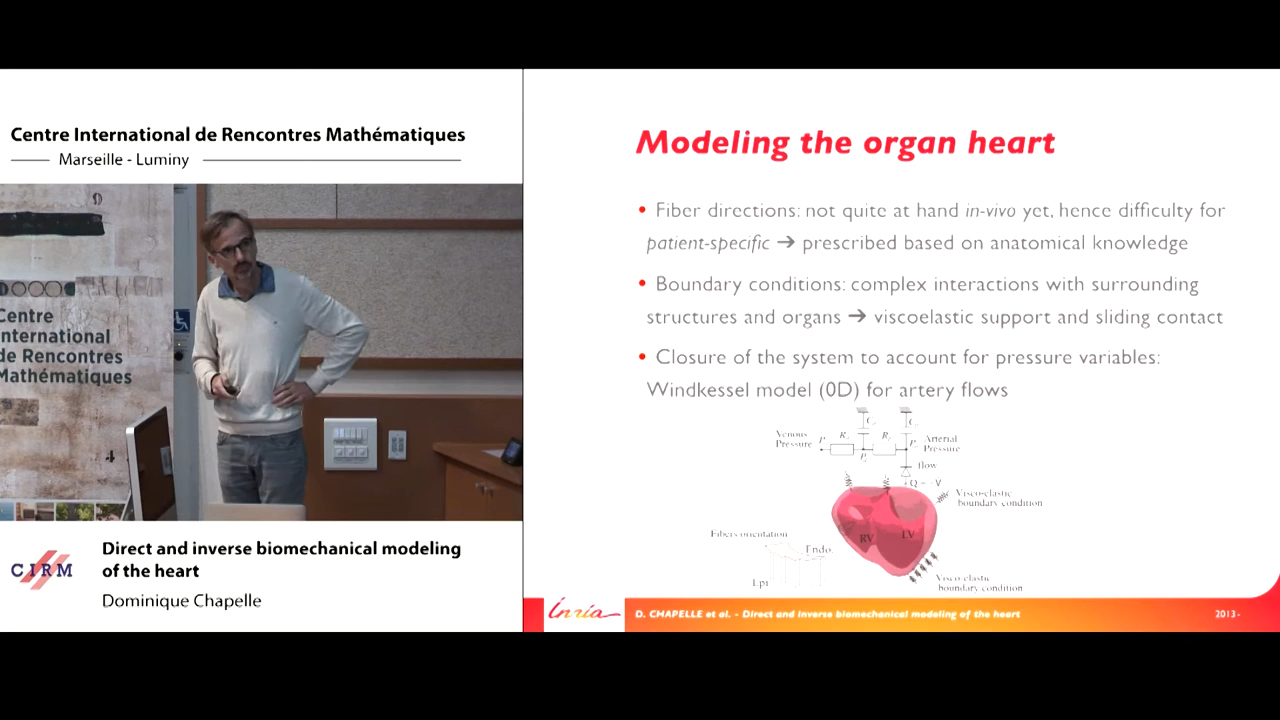 Centre International de Rencontres Mathématiques
Marseille - Luminy
Centre
International
de Rencontres
Mathématiques
CIRM
Direct and inverse biomechanical modeling
of the heart
Dominique Chapelle
Modeling the organ heart
• Fiber directions: not quite at hand in-vivo yet, hence difficulty for
patient-specific ➔ prescribed based on anatomical knowledge
• Boundary conditions: complex interactions with surrounding
structures and organs ➔ viscoelastic support and sliding contact
• Closure of the system to account for pressure variables:
Windkessel model (0D) for artery flows
Venous
Pressure
Arterial
Pressure
flow
Visco-elastic
boundary condition
RV
LV
Fibers orientation
Endo.
Epi
Visco-elastic
boundary condition
Inria
D. CHAPELLE et al. - Direct and inverse biomechanical modeling of the heart
2013-